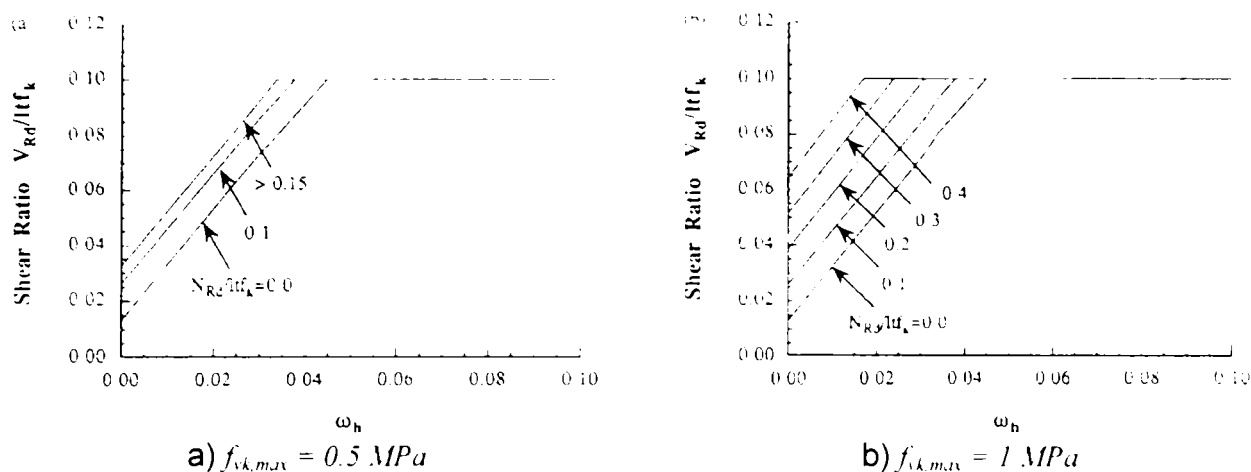 (a
0.12
0.10
0.08
0.06
0.04
0.02
0.00
Shear Ratio V_Rd/ltf_k
> 0.15
0.1
N_Rd/ltf_k=0.0
0.00 0.02 0.04 0.06 0.08 0.10
ω_h
a) f_vk,max = 0.5 MPa
0.12
0.10
0.08
0.06
0.04
0.02
0.00
Shear Ratio V_Rd/ltf_k
0.4
0.3
0.2
0.1
N_Rd/ltf_k=0.0
0.00 0.02 0.04 0.06 0.08 0.10
ω_h
b) f_vk,max = 1 MPa